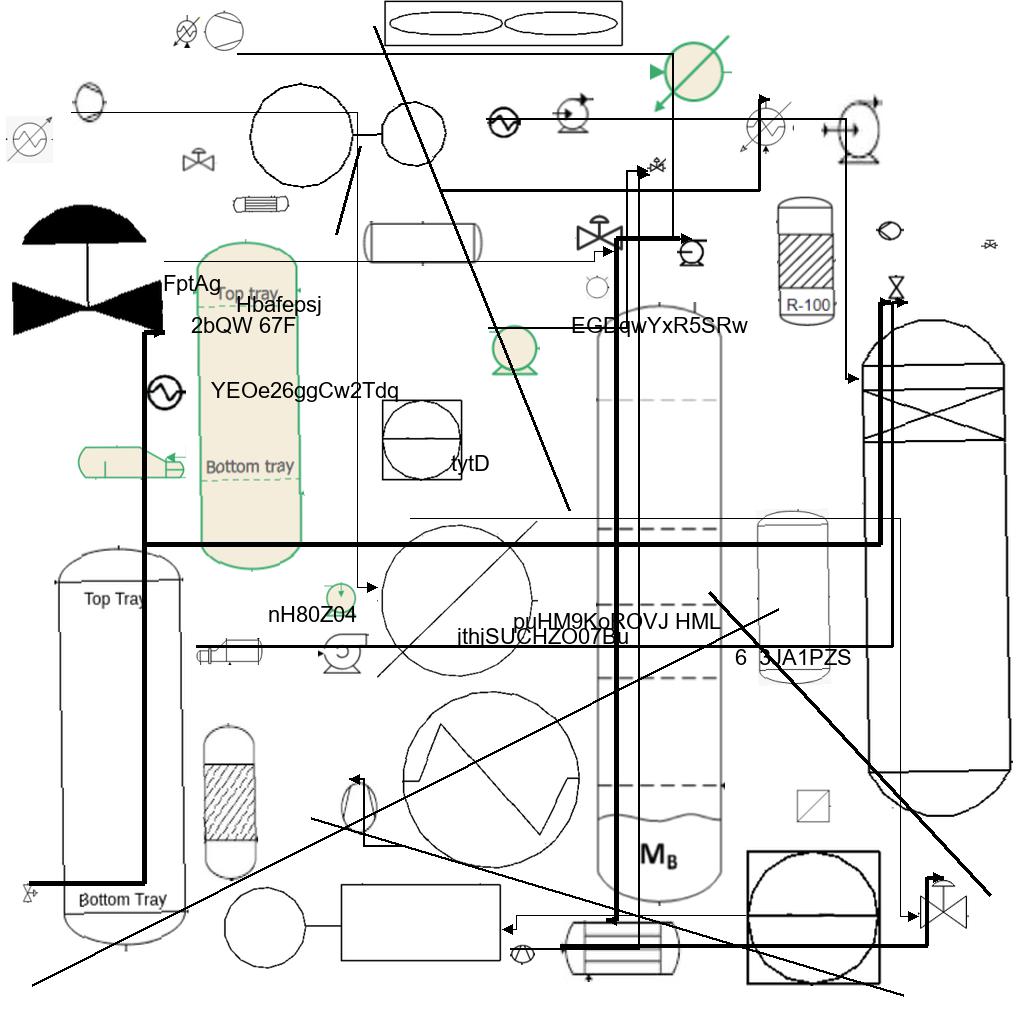 FptAg
Top tray
Hbafepsj
R-100
2bQW 67F
EGDqwYxR5SRw
YEOe26ggCw2Tdq
tytD
Bottom tray
Top Tray
nH80Z04
puHM9KoROVJ HML
jthjSUCHZO07Bu
6 3JA1PZS
MB
Bottom Tray